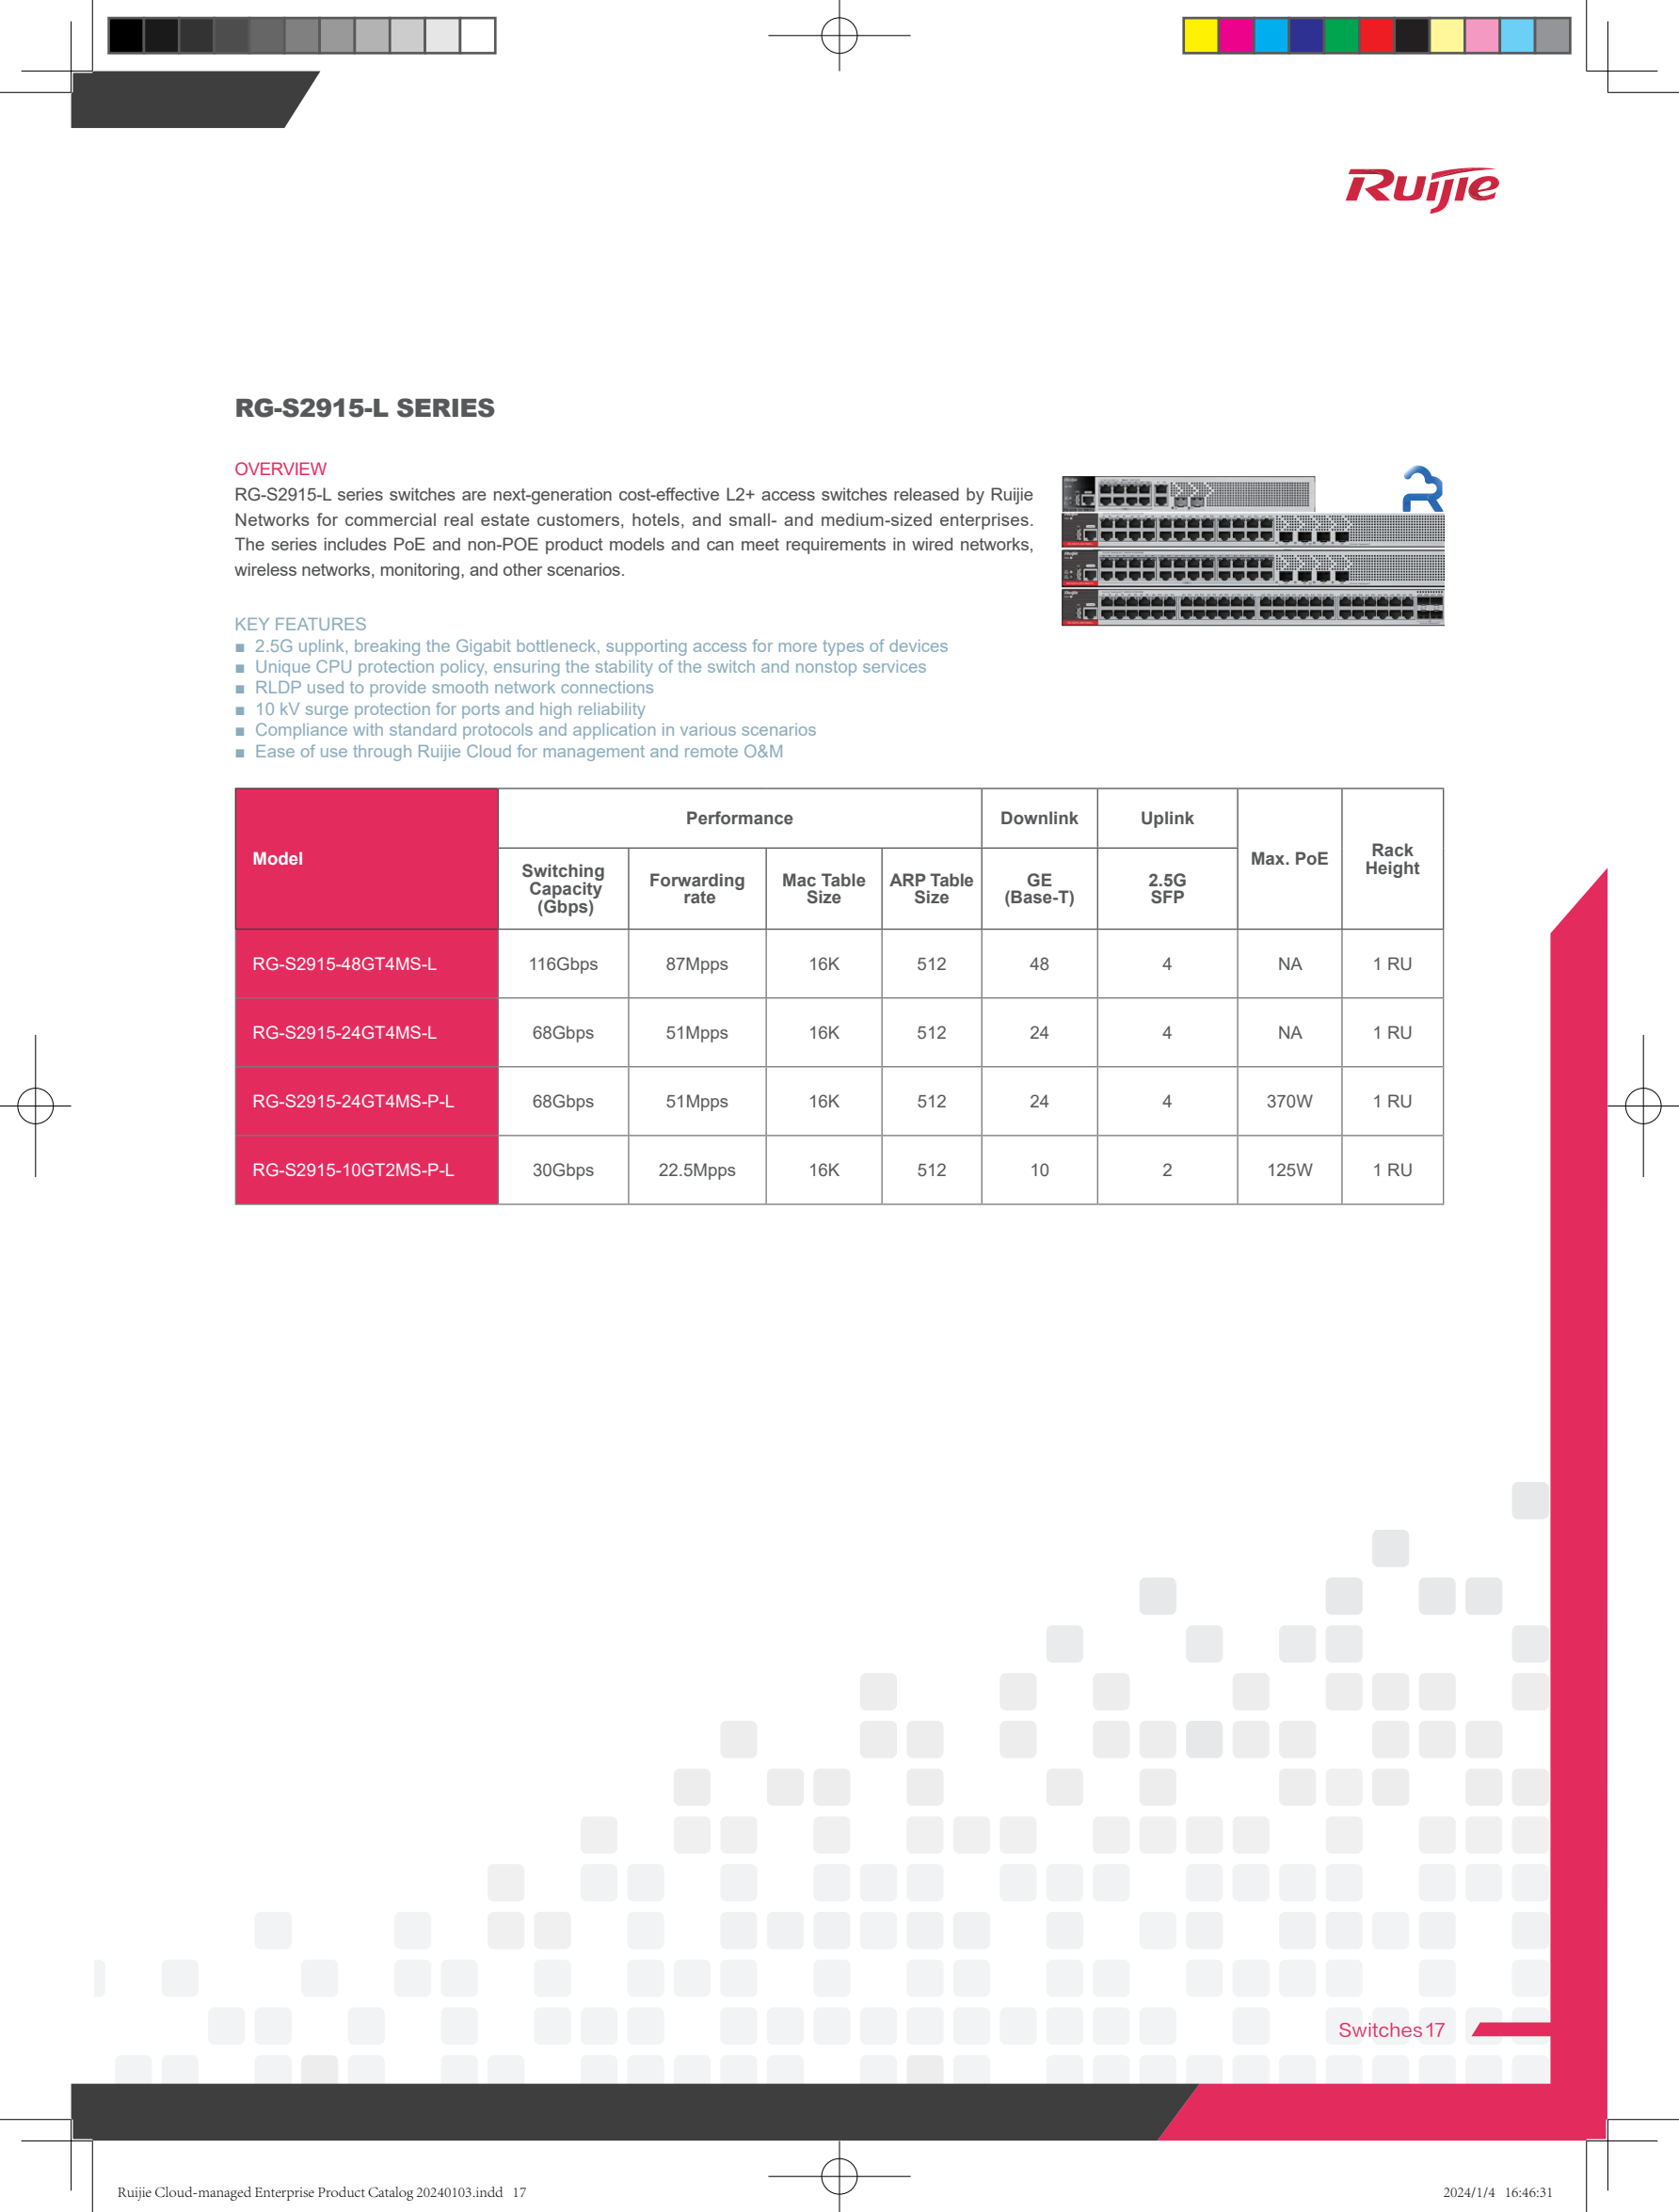 Ruijie
RG-S2915-L SERIES
OVERVIEW
RG-S2915-L series switches are next-generation cost-effective L2+ access switches released by Ruijie
Networks for commercial real estate customers, hotels, and small- and medium-sized enterprises.
The series includes PoE and non-POE product models and can meet requirements in wired networks,
wireless networks, monitoring, and other scenarios.
KEY FEATURES
■ 2.5G uplink, breaking the Gigabit bottleneck, supporting access for more types of devices
■ Unique CPU protection policy, ensuring the stability of the switch and nonstop services
■ RLDP used to provide smooth network connections
■ 10 kV surge protection for ports and high reliability
■ Compliance with standard protocols and application in various scenarios
■ Ease of use through Ruijie Cloud for management and remote O&M
Model Performance Downlink Uplink Max. PoE Rack
Height
Switching
Capacity
(Gbps)
Forwarding
rate
Mac Table
Size
ARP Table
Size
GE
(Base-T)
2.5G
SFP
RG-S2915-48GT4MS-L 116Gbps 87Mpps 16K 512 48 4 NA 1 RU
RG-S2915-24GT4MS-L 68Gbps 51Mpps 16K 512 24 4 NA 1 RU
RG-S2915-24GT4MS-P-L 68Gbps 51Mpps 16K 512 24 4 370W 1 RU
RG-S2915-10GT2MS-P-L 30Gbps 22.5Mpps 16K 512 10 2 125W 1 RU
Switches 17
Ruijie Cloud-managed Enterprise Product Catalog 20240103.indd 17
2024/1/4 16:46:31